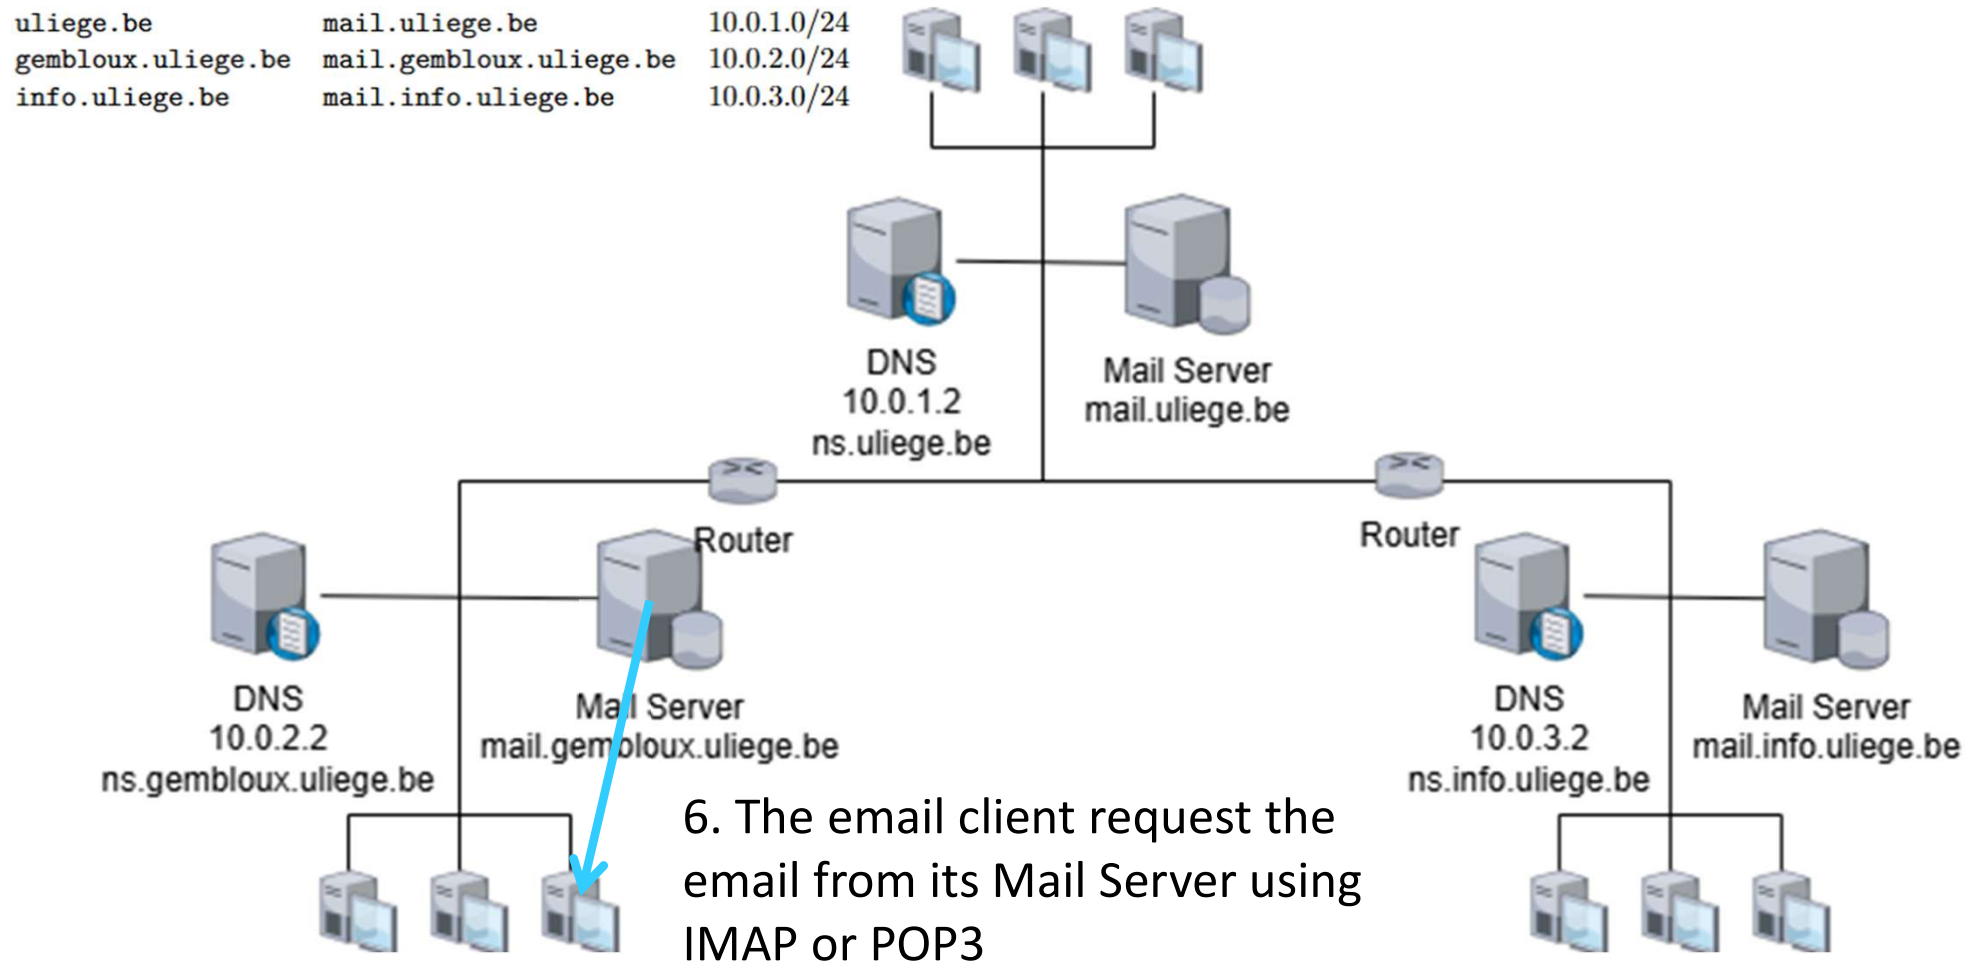 uliege.be mail.uliege.be 10.0.1.0/24
gembloux.uliege.be mail.gembloux.uliege.be 10.0.2.0/24
info.uliege.be mail.info.uliege.be 10.0.3.0/24
DNS
10.0.1.2
ns.uliege.be
Mail Server
mail.uliege.be
Router
Router
DNS
10.0.2.2
ns.gembloux.uliege.be
Mail Server
mail.gembloux.uliege.be
DNS
10.0.3.2
ns.info.uliege.be
Mail Server
mail.info.uliege.be
6. The email client request the
email from its Mail Server using
IMAP or POP3